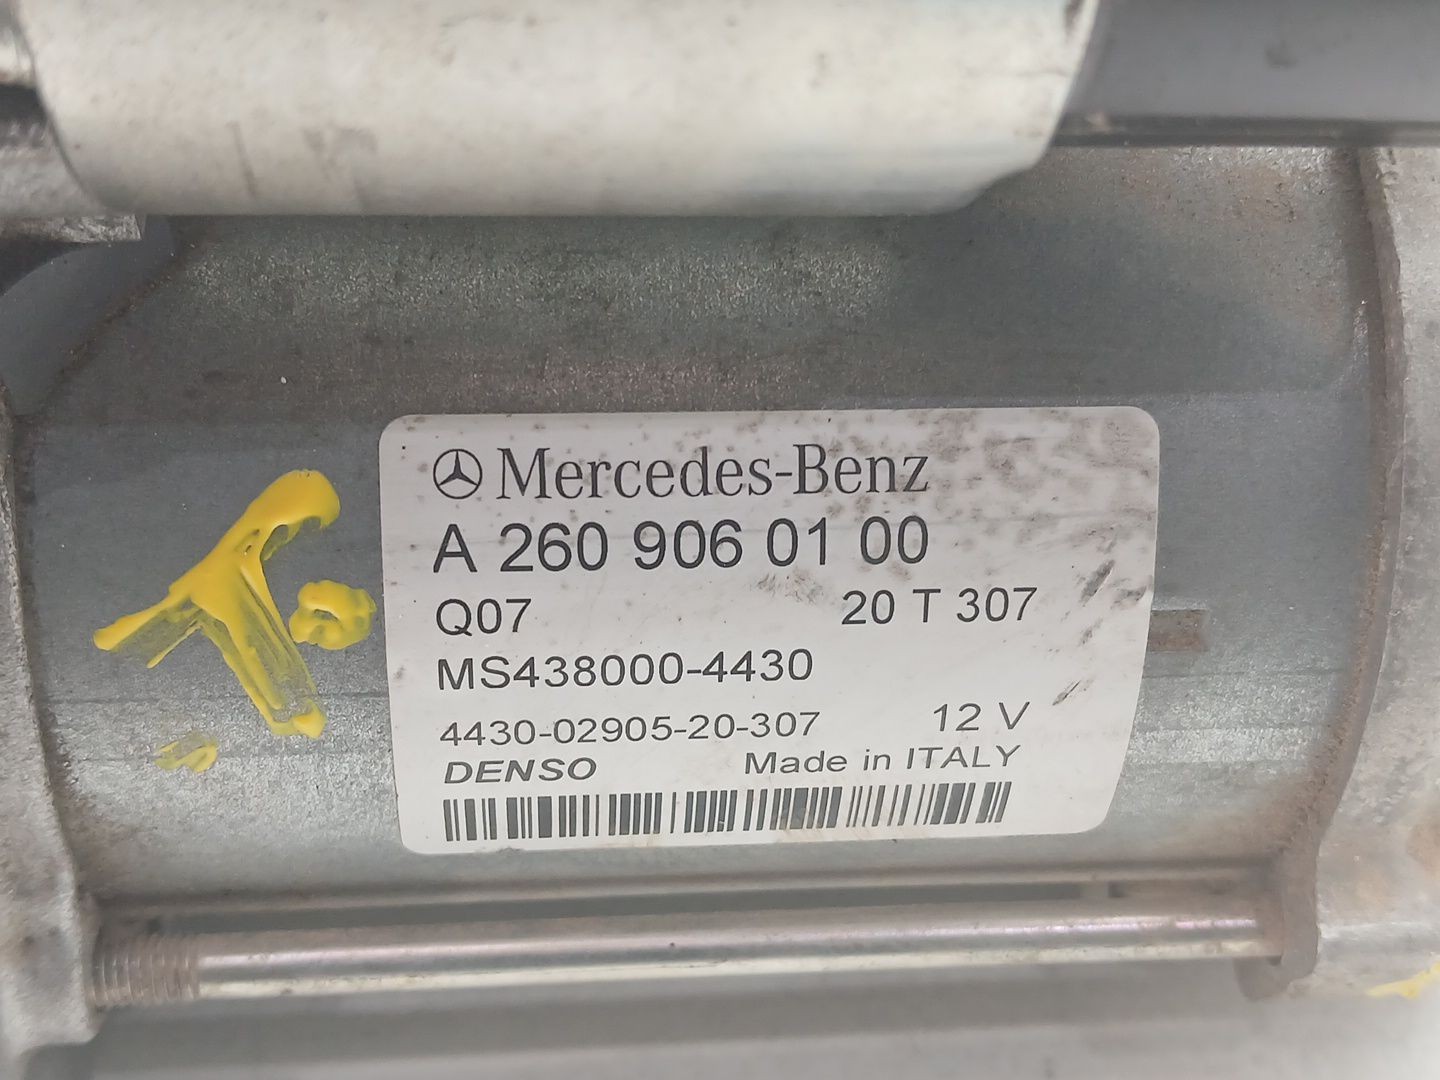 Mercedes-Benz
A 260 906 01 00
Q07 20 T 307
MS438000-4430
4430-02905-20-307 12 V
DENSO Made in ITALY